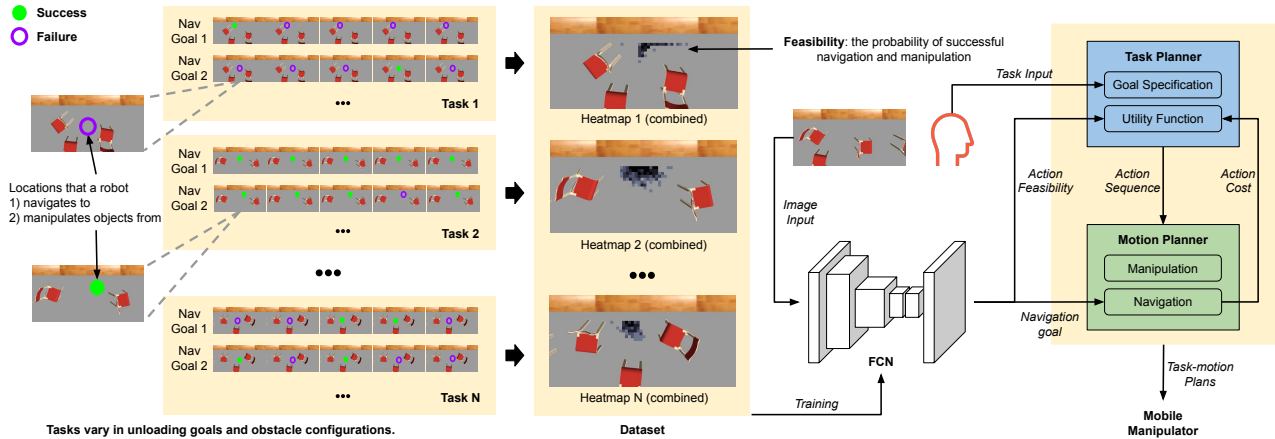 Success
Failure
Nav
Goal 1
Nav
Goal 2
•••
Task 1
Locations that a robot
1) navigates to
2) manipulates objects from
Nav
Goal 1
Nav
Goal 2
•••
Task 2
•••
Nav
Goal 1
Nav
Goal 2
•••
Task N
Tasks vary in unloading goals and obstacle configurations.
Heatmap 1 (combined)
Heatmap 2 (combined)
•••
Heatmap N (combined)
Dataset
Feasibility: the probability of successful
navigation and manipulation
Image
Input
FCN
Training
Task Input
Task Planner
Goal Specification
Utility Function
Action
Feasibility
Action
Sequence
Action
Cost
Motion Planner
Manipulation
Navigation
Navigation
goal
Task-motion
Plans
Mobile
Manipulator